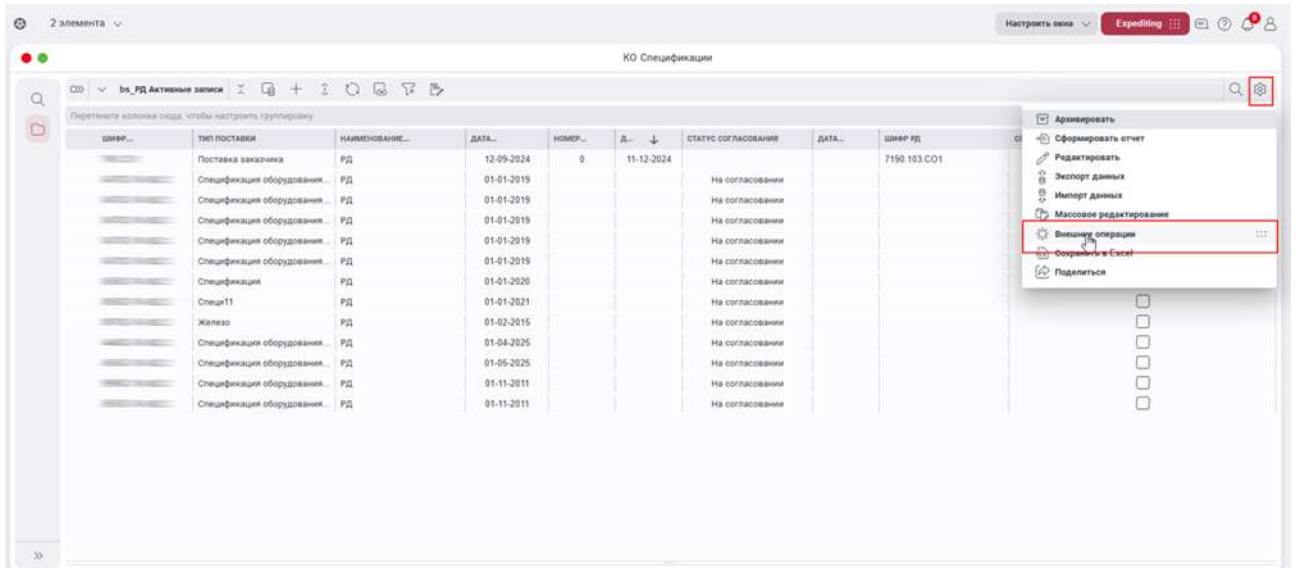 2 элемента
Настроить окна
Expediting
КО Спецификации
bs_РД Активные записи
Перетяните колонки сюда, чтобы настроить группировку
ШИФР... ТИП ПОСТАВКИ НАИМЕНОВАНИЕ... ДАТА... НОМЕР... Д... СТАТУС СОГЛАСОВАНИЯ ДАТА... ШИФР РД
Поставка заказчика РД 12-09-2024 0 11-12-2024 7190.103.СО1
Спецификация оборудования... РД 01-01-2019 На согласовании
Спецификация оборудования... РД 01-01-2019 На согласовании
Спецификация оборудования... РД 01-01-2019 На согласовании
Спецификация оборудования... РД 01-01-2019 На согласовании
Спецификация оборудования... РД 01-01-2019 На согласовании
Спецификация РД 01-01-2020 На согласовании
Специ11 РД 01-01-2021 На согласовании
Железо РД 01-02-2015 На согласовании
Спецификация оборудования... РД 01-04-2025 На согласовании
Спецификация оборудования... РД 01-05-2025 На согласовании
Спецификация оборудования... РД 01-11-2011 На согласовании
Спецификация оборудования... РД 01-11-2011 На согласовании
Архивировать
Сформировать отчет
Редактировать
Экспорт данных
Импорт данных
Массовое редактирование
Внешние операции
Сохранить в Excel
Поделиться